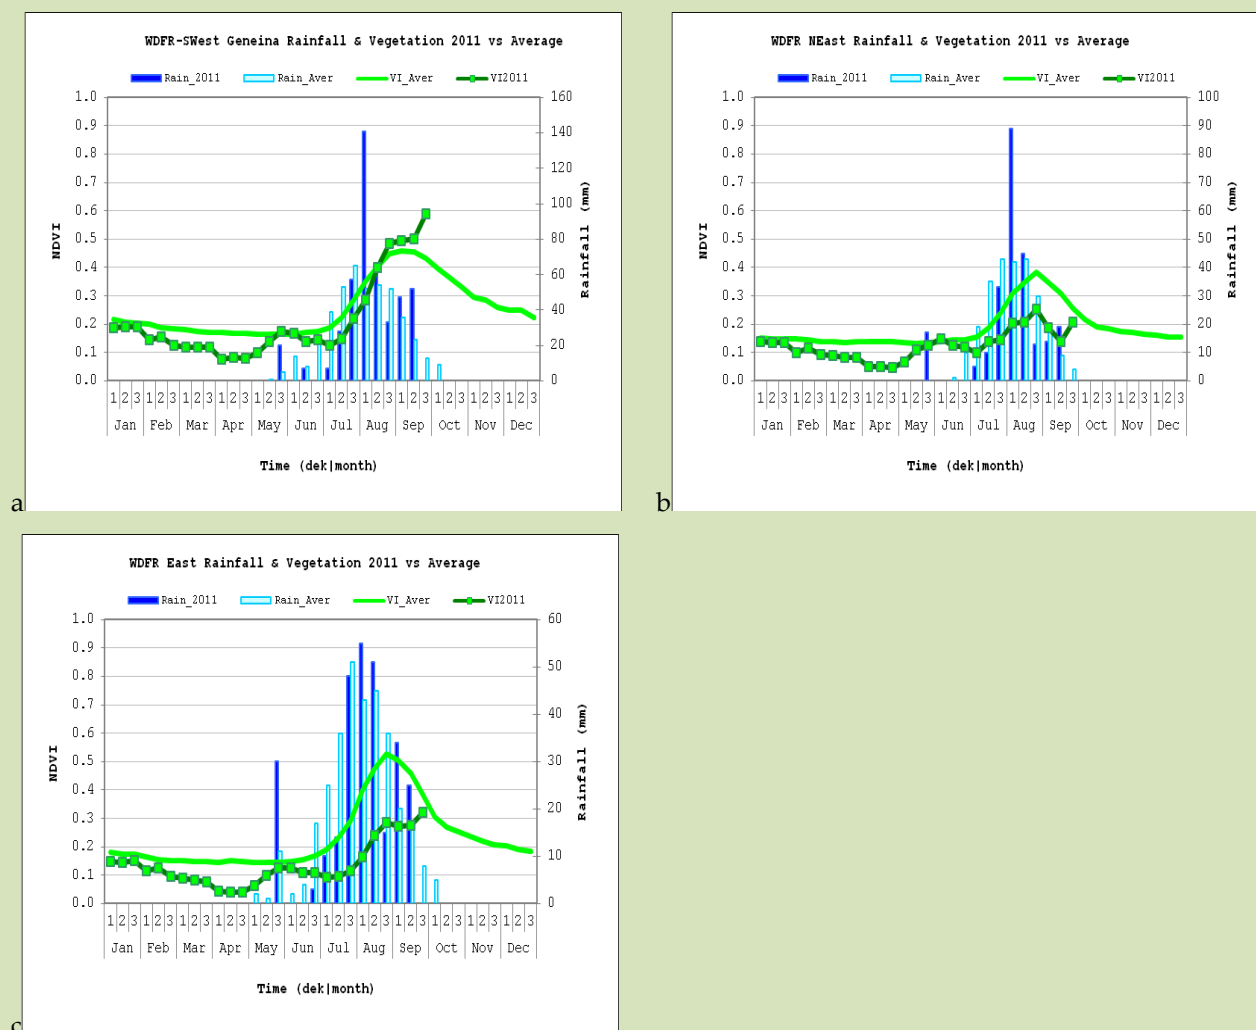 WDFR-SWest Geneina Rainfall & Vegetation 2011 vs Average
Rain_2011 Rain_Aver VI_Aver VI2011
1.0 160
0.9 140
0.8 120
0.7 100
0.6 80
0.5 60
0.4 40
0.3 20
0.2 0
0.1
0.0
NDVI
Rainfall (mm)
1 2 3 1 2 3 1 2 3 1 2 3 1 2 3 1 2 3 1 2 3 1 2 3 1 2 3 1 2 3 1 2 3 1 2 3
Jan Feb Mar Apr May Jun Jul Aug Sep Oct Nov Dec
Time (dek|month)
a
WDFR NEast Rainfall & Vegetation 2011 vs Average
Rain_2011 Rain_Aver VI_Aver VI2011
1.0 100
0.9 90
0.8 80
0.7 70
0.6 60
0.5 50
0.4 40
0.3 30
0.2 20
0.1 10
0.0 0
NDVI
Rainfall (mm)
1 2 3 1 2 3 1 2 3 1 2 3 1 2 3 1 2 3 1 2 3 1 2 3 1 2 3 1 2 3 1 2 3 1 2 3
Jan Feb Mar Apr May Jun Jul Aug Sep Oct Nov Dec
Time (dek|month)
b
WDFR East Rainfall & Vegetation 2011 vs Average
Rain_2011 Rain_Aver VI_Aver VI2011
1.0 60
0.9 50
0.8 40
0.7 30
0.6 20
0.5 10
0.4 0
0.3
0.2
0.1
0.0
NDVI
Rainfall (mm)
1 2 3 1 2 3 1 2 3 1 2 3 1 2 3 1 2 3 1 2 3 1 2 3 1 2 3 1 2 3 1 2 3 1 2 3
Jan Feb Mar Apr May Jun Jul Aug Sep Oct Nov Dec
Time (dek|month)
c